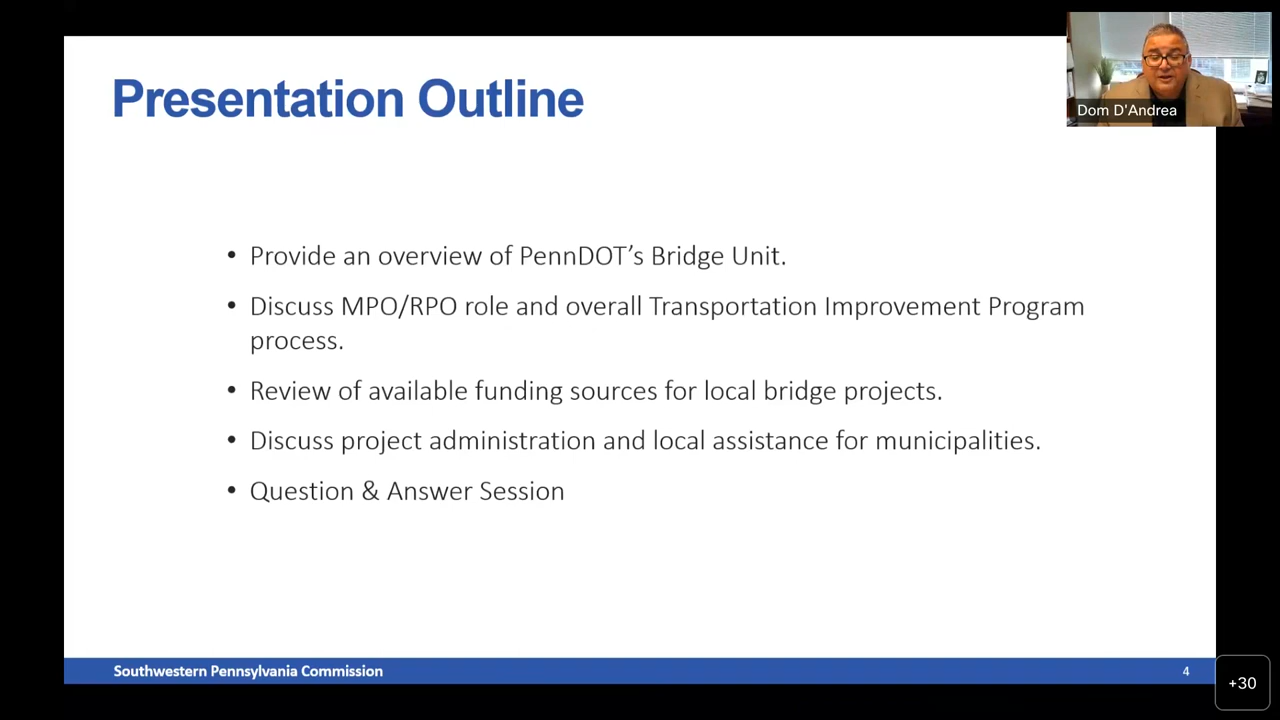 Presentation Outline
Dom D'Andrea
• Provide an overview of PennDOT’s Bridge Unit.
• Discuss MPO/RPO role and overall Transportation Improvement Program
process.
• Review of available funding sources for local bridge projects.
• Discuss project administration and local assistance for municipalities.
• Question & Answer Session
Southwestern Pennsylvania Commission
4
+30